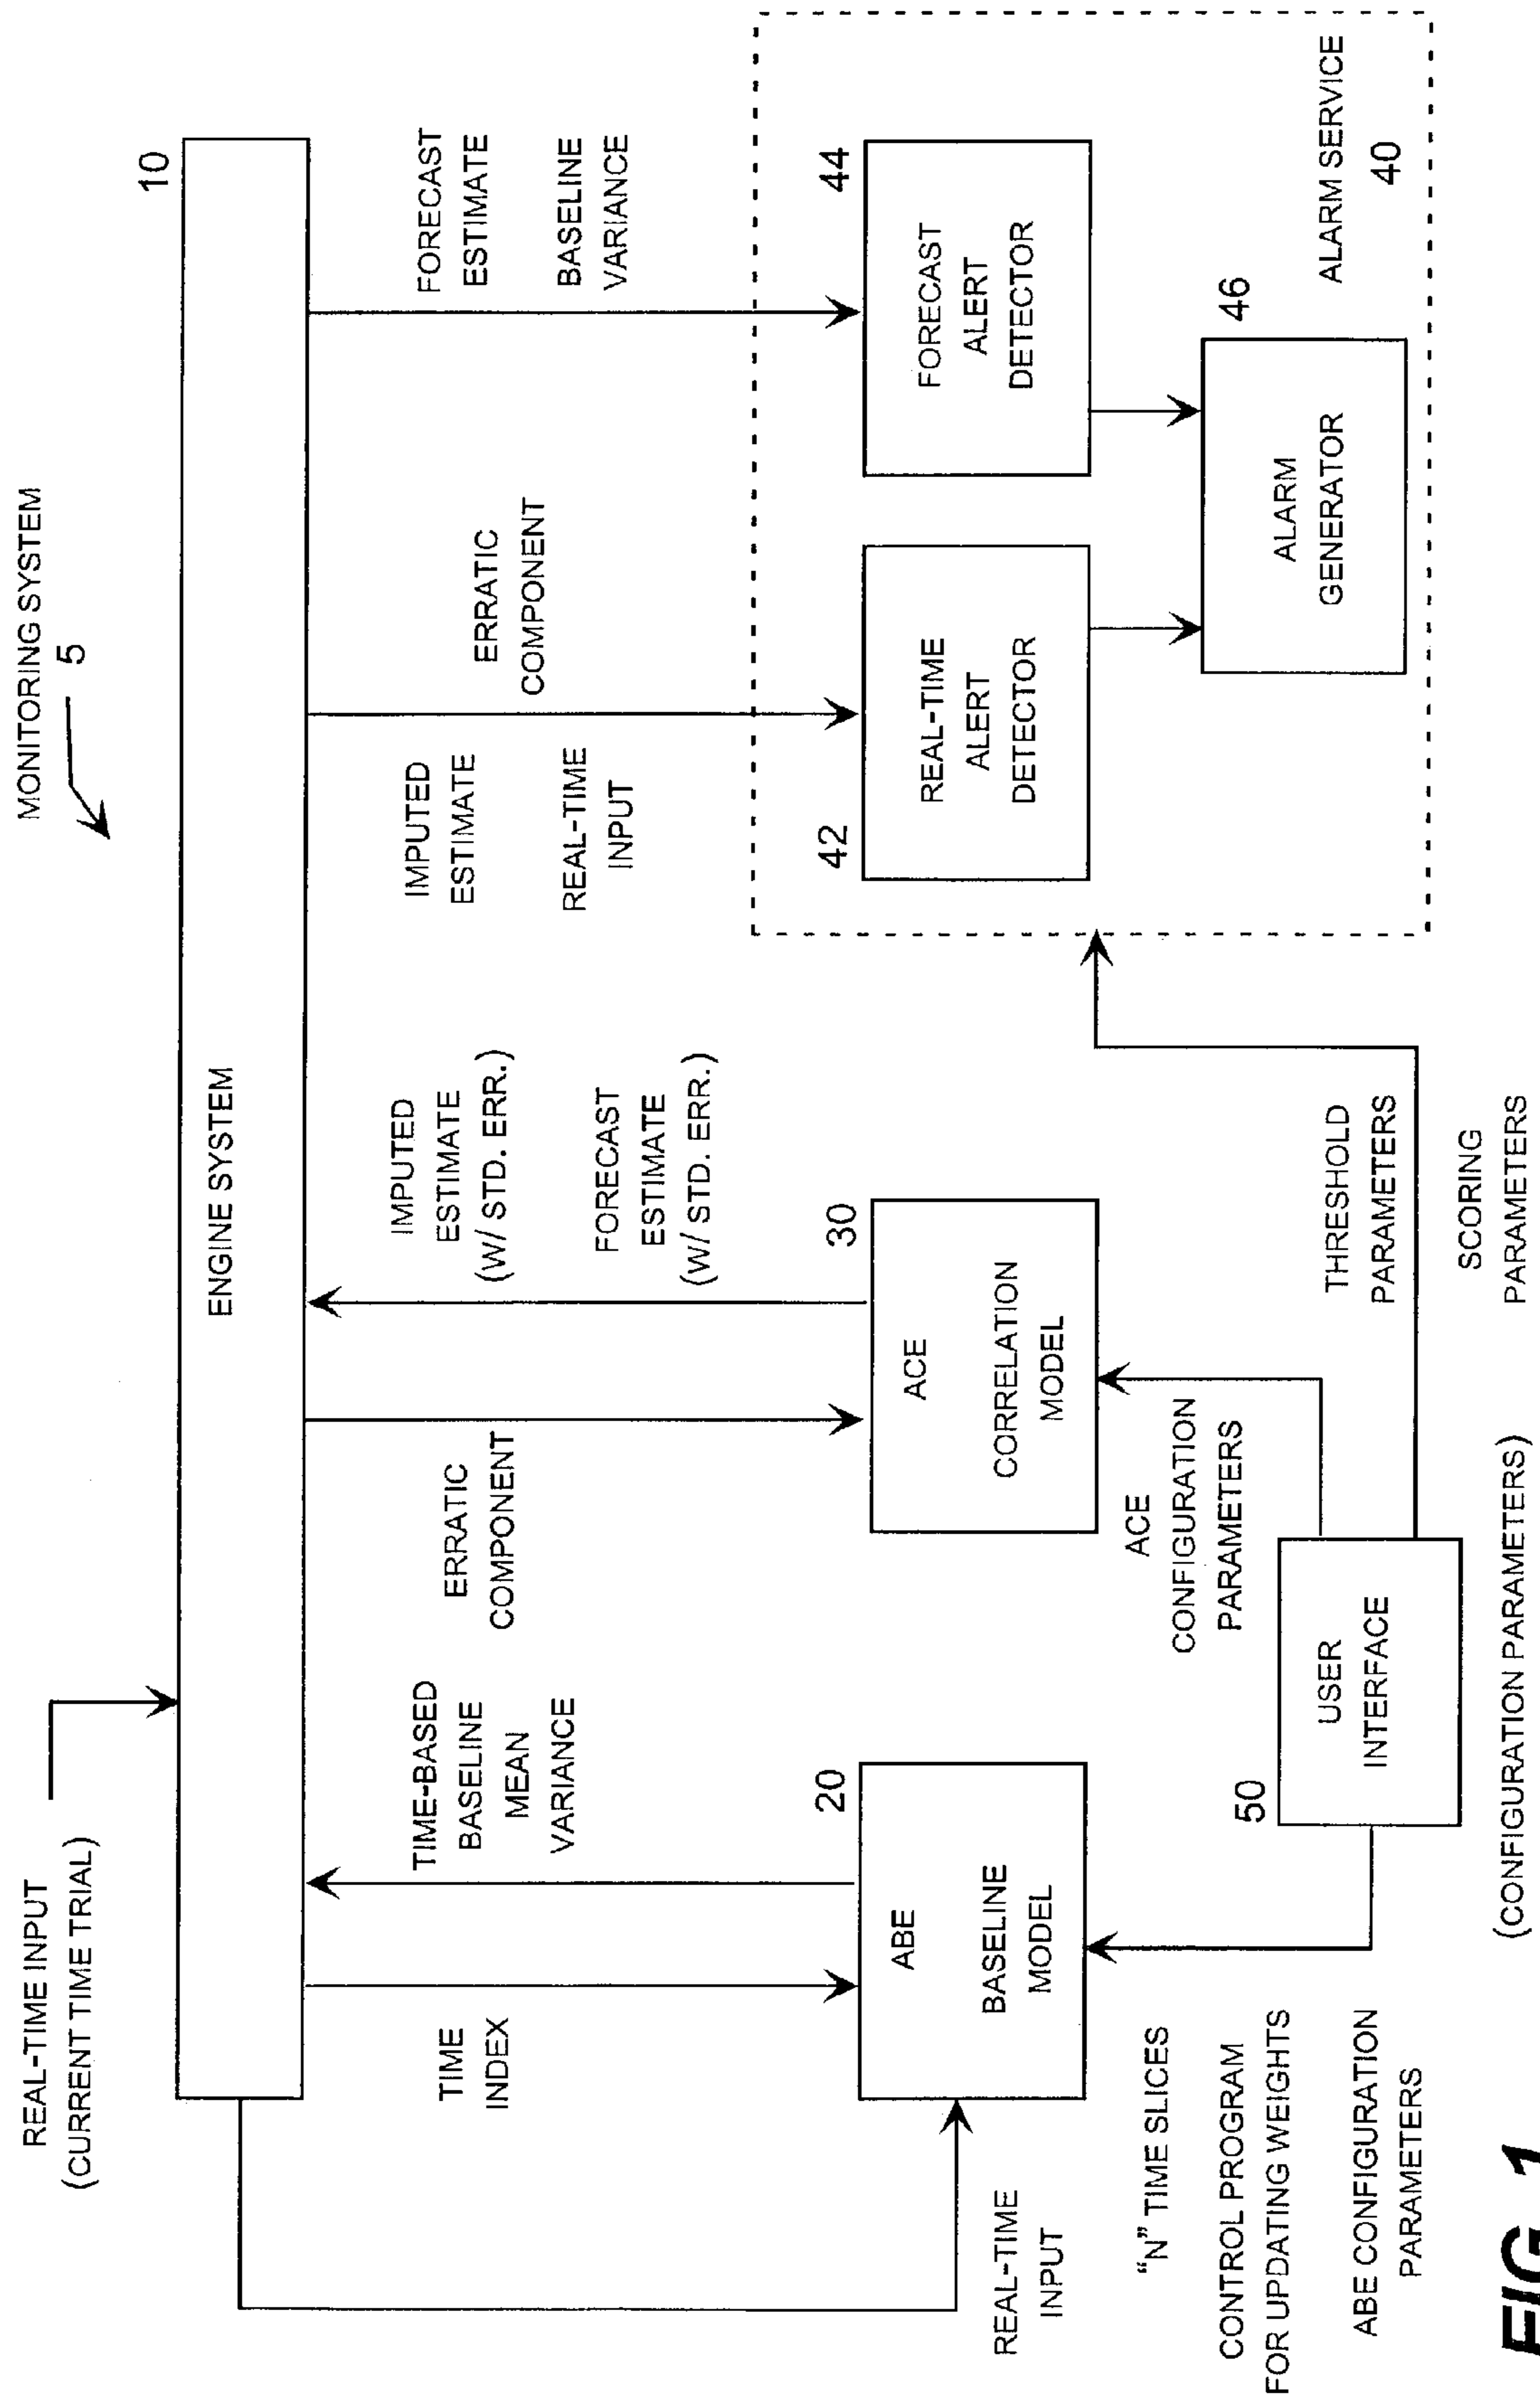 MONITORING SYSTEM
5
REAL-TIME INPUT
(CURRENT TIME TRIAL)
10
ENGINE SYSTEM
TIME
INDEX
TIME-BASED
BASELINE
MEAN
VARIANCE
ERRATIC
COMPONENT
IMPUTED
ESTIMATE
(W/ STD. ERR.)
FORECAST
ESTIMATE
(W/ STD. ERR.)
IMPUTED
ESTIMATE
REAL-TIME
INPUT
ERRATIC
COMPONENT
FORECAST
ESTIMATE
BASELINE
VARIANCE
REAL-TIME
INPUT
20
ABE
BASELINE
MODEL
30
ACE
CORRELATION
MODEL
42
REAL-TIME
ALERT
DETECTOR
44
FORECAST
ALERT
DETECTOR
46
ALARM
GENERATOR
ALARM SERVICE
40
"N" TIME SLICES
CONTROL PROGRAM
FOR UPDATING WEIGHTS
ABE CONFIGURATION
PARAMETERS
50
USER
INTERFACE
ACE
CONFIGURATION
PARAMETERS
THRESHOLD
PARAMETERS
SCORING
PARAMETERS
(CONFIGURATION PARAMETERS)
FIG. 1